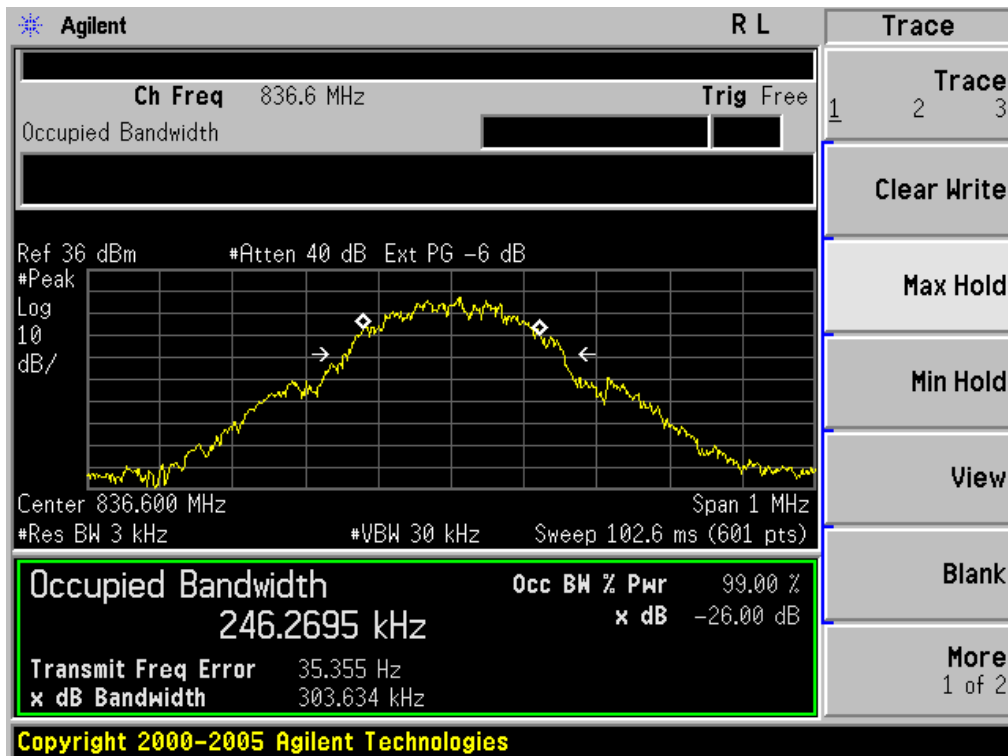 Agilent R L Trace
Ch Freq 836.6 MHz Trig Free
Occupied Bandwidth
Trace
1 2 3
Clear Write
Max Hold
Min Hold
View
Blank
More
1 of 2
Ref 36 dBm #Atten 40 dB Ext PG -6 dB
#Peak
Log
10
dB/
Center 836.600 MHz Span 1 MHz
#Res BW 3 kHz #VBW 30 kHz Sweep 102.6 ms (601 pts)
Occupied Bandwidth
246.2695 kHz
Occ BW % Pwr 99.00 %
x dB -26.00 dB
Transmit Freq Error 35.355 Hz
x dB Bandwidth 303.634 kHz
Copyright 2000-2005 Agilent Technologies